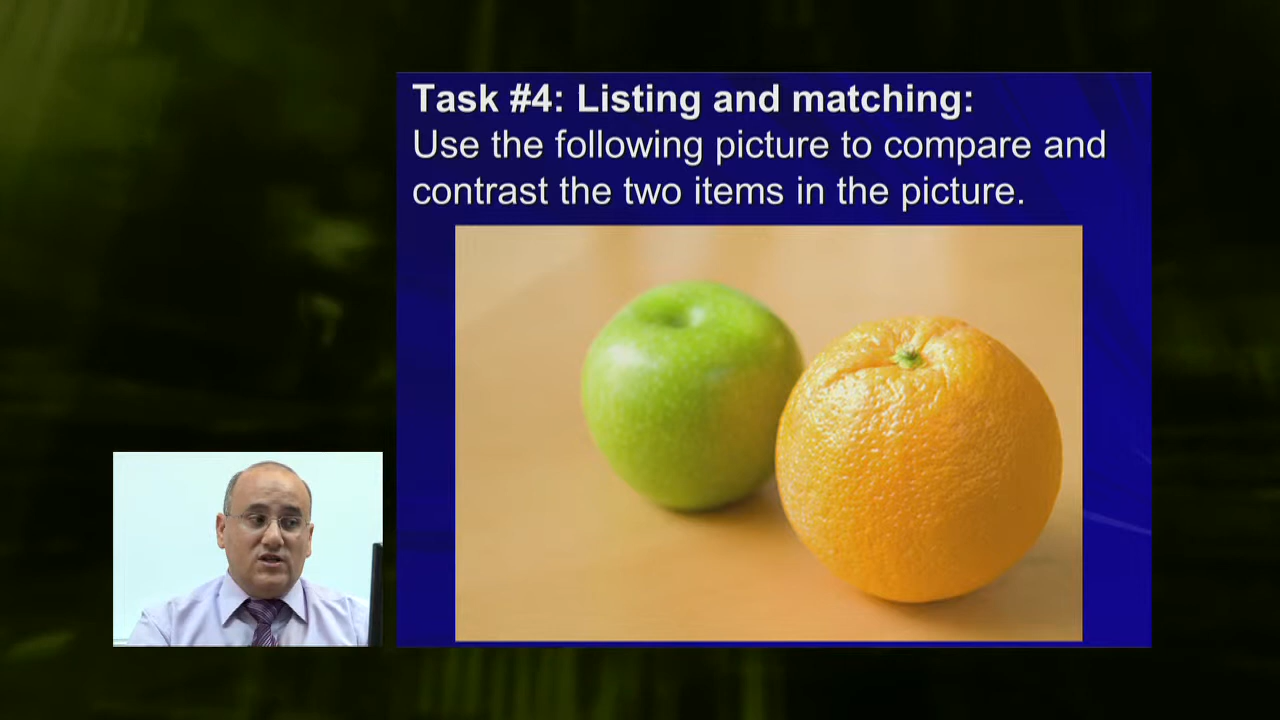 Task #4: Listing and matching:
Use the following picture to compare and
contrast the two items in the picture.